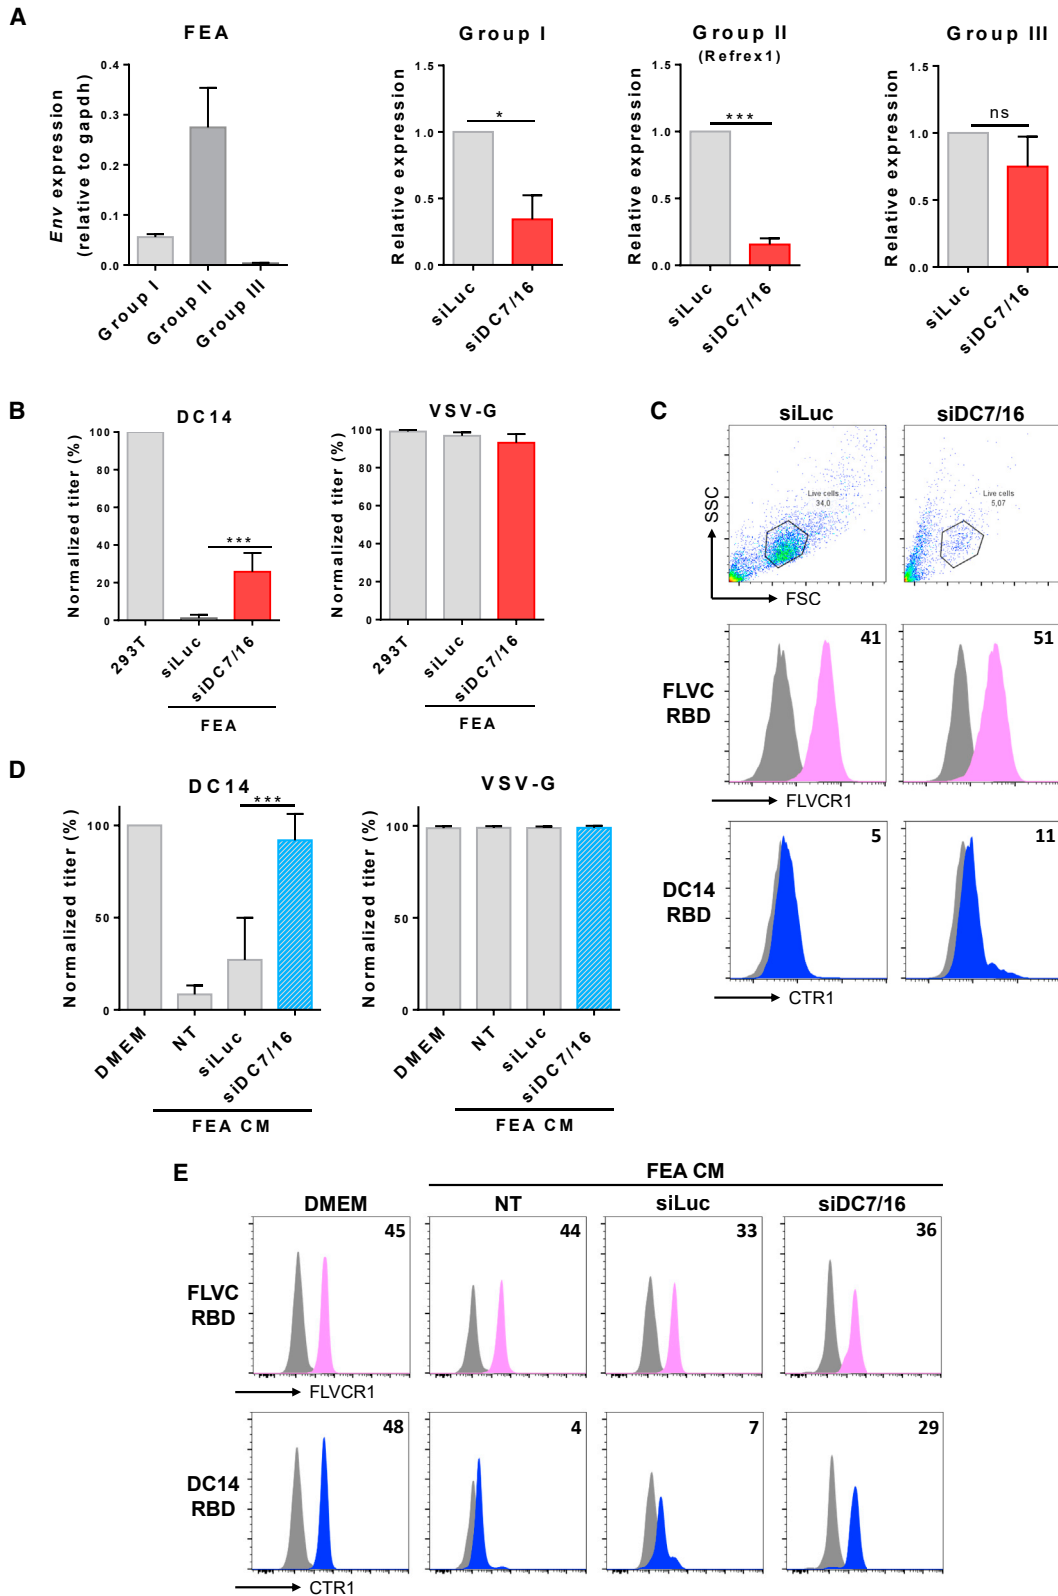 A
FEA
Env expression
(relative to gapdh)
0.4
0.3
0.2
0.1
0.0
Group I
Group II
Group III
Group I
Relative expression
1.5
1.0
0.5
0.0
*
siLuc
siDC7/16
Group II
(Refrex1)
Relative expression
1.5
1.0
0.5
0.0
***
siLuc
siDC7/16
Group III
Relative expression
1.5
1.0
0.5
0.0
ns
siLuc
siDC7/16
B
DC14
Normalized titer (%)
100
80
60
40
20
0
***
293T
siLuc
siDC7/16
FEA
VSV-G
Normalized titer (%)
100
80
60
40
20
0
293T
siLuc
siDC7/16
FEA
C
siLuc
siDC7/16
SSC
FSC
Live cells
34,0
Live cells
5,07
FLVC
RBD
41
51
FLVCR1
DC14
RBD
5
11
CTR1
D
DC14
Normalized titer (%)
100
50
0
***
DMEM
NT
siLuc
siDC7/16
FEA CM
VSV-G
Normalized titer (%)
100
50
0
DMEM
NT
siLuc
siDC7/16
FEA CM
E
FEA CM
DMEM
NT
siLuc
siDC7/16
FLVC
RBD
45
44
33
36
FLVCR1
DC14
RBD
48
4
7
29
CTR1